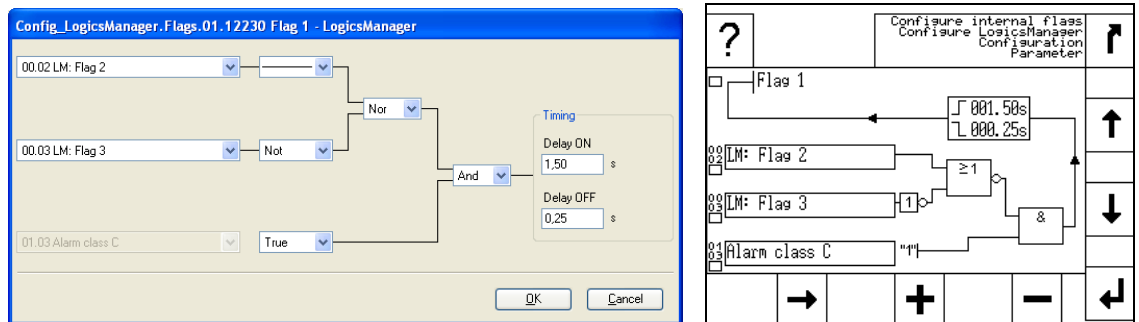 Config_LogicsManager.Flags.01.12230 Flag 1 - LogicsManager
00.02 LM: Flag 2
Nor
Timing
Delay ON
00.03 LM: Flag 3
Not
1,50
s
And
Delay OFF
0,25
s
01.03 Alarm class C
True
OK
Cancel
?
Configure internal flags
Configure LogicsManager
Configuration
Parameter
Flag 1
001.50s
000.25s
00
02
LM: Flag 2
≥1
00
03
LM: Flag 3
1
&
01
03
Alarm class C
"1"